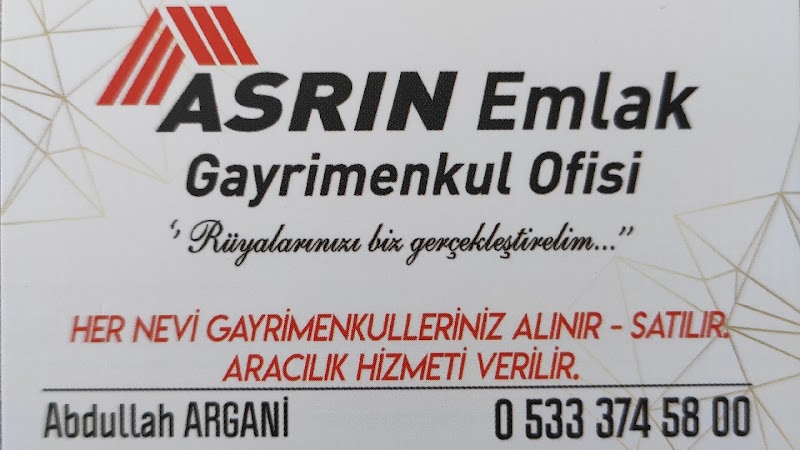 ASRIN Emlak
Gayrimenkul Ofisi
‘’ Rüyalarınızı biz gerçekleştirelim...’’
HER NEVİ GAYRİMENKULLERİNİZ ALINIR - SATILIR.
ARACILIK HİZMETİ VERİLİR.
Abdullah ARGANİ 0 533 374 58 00